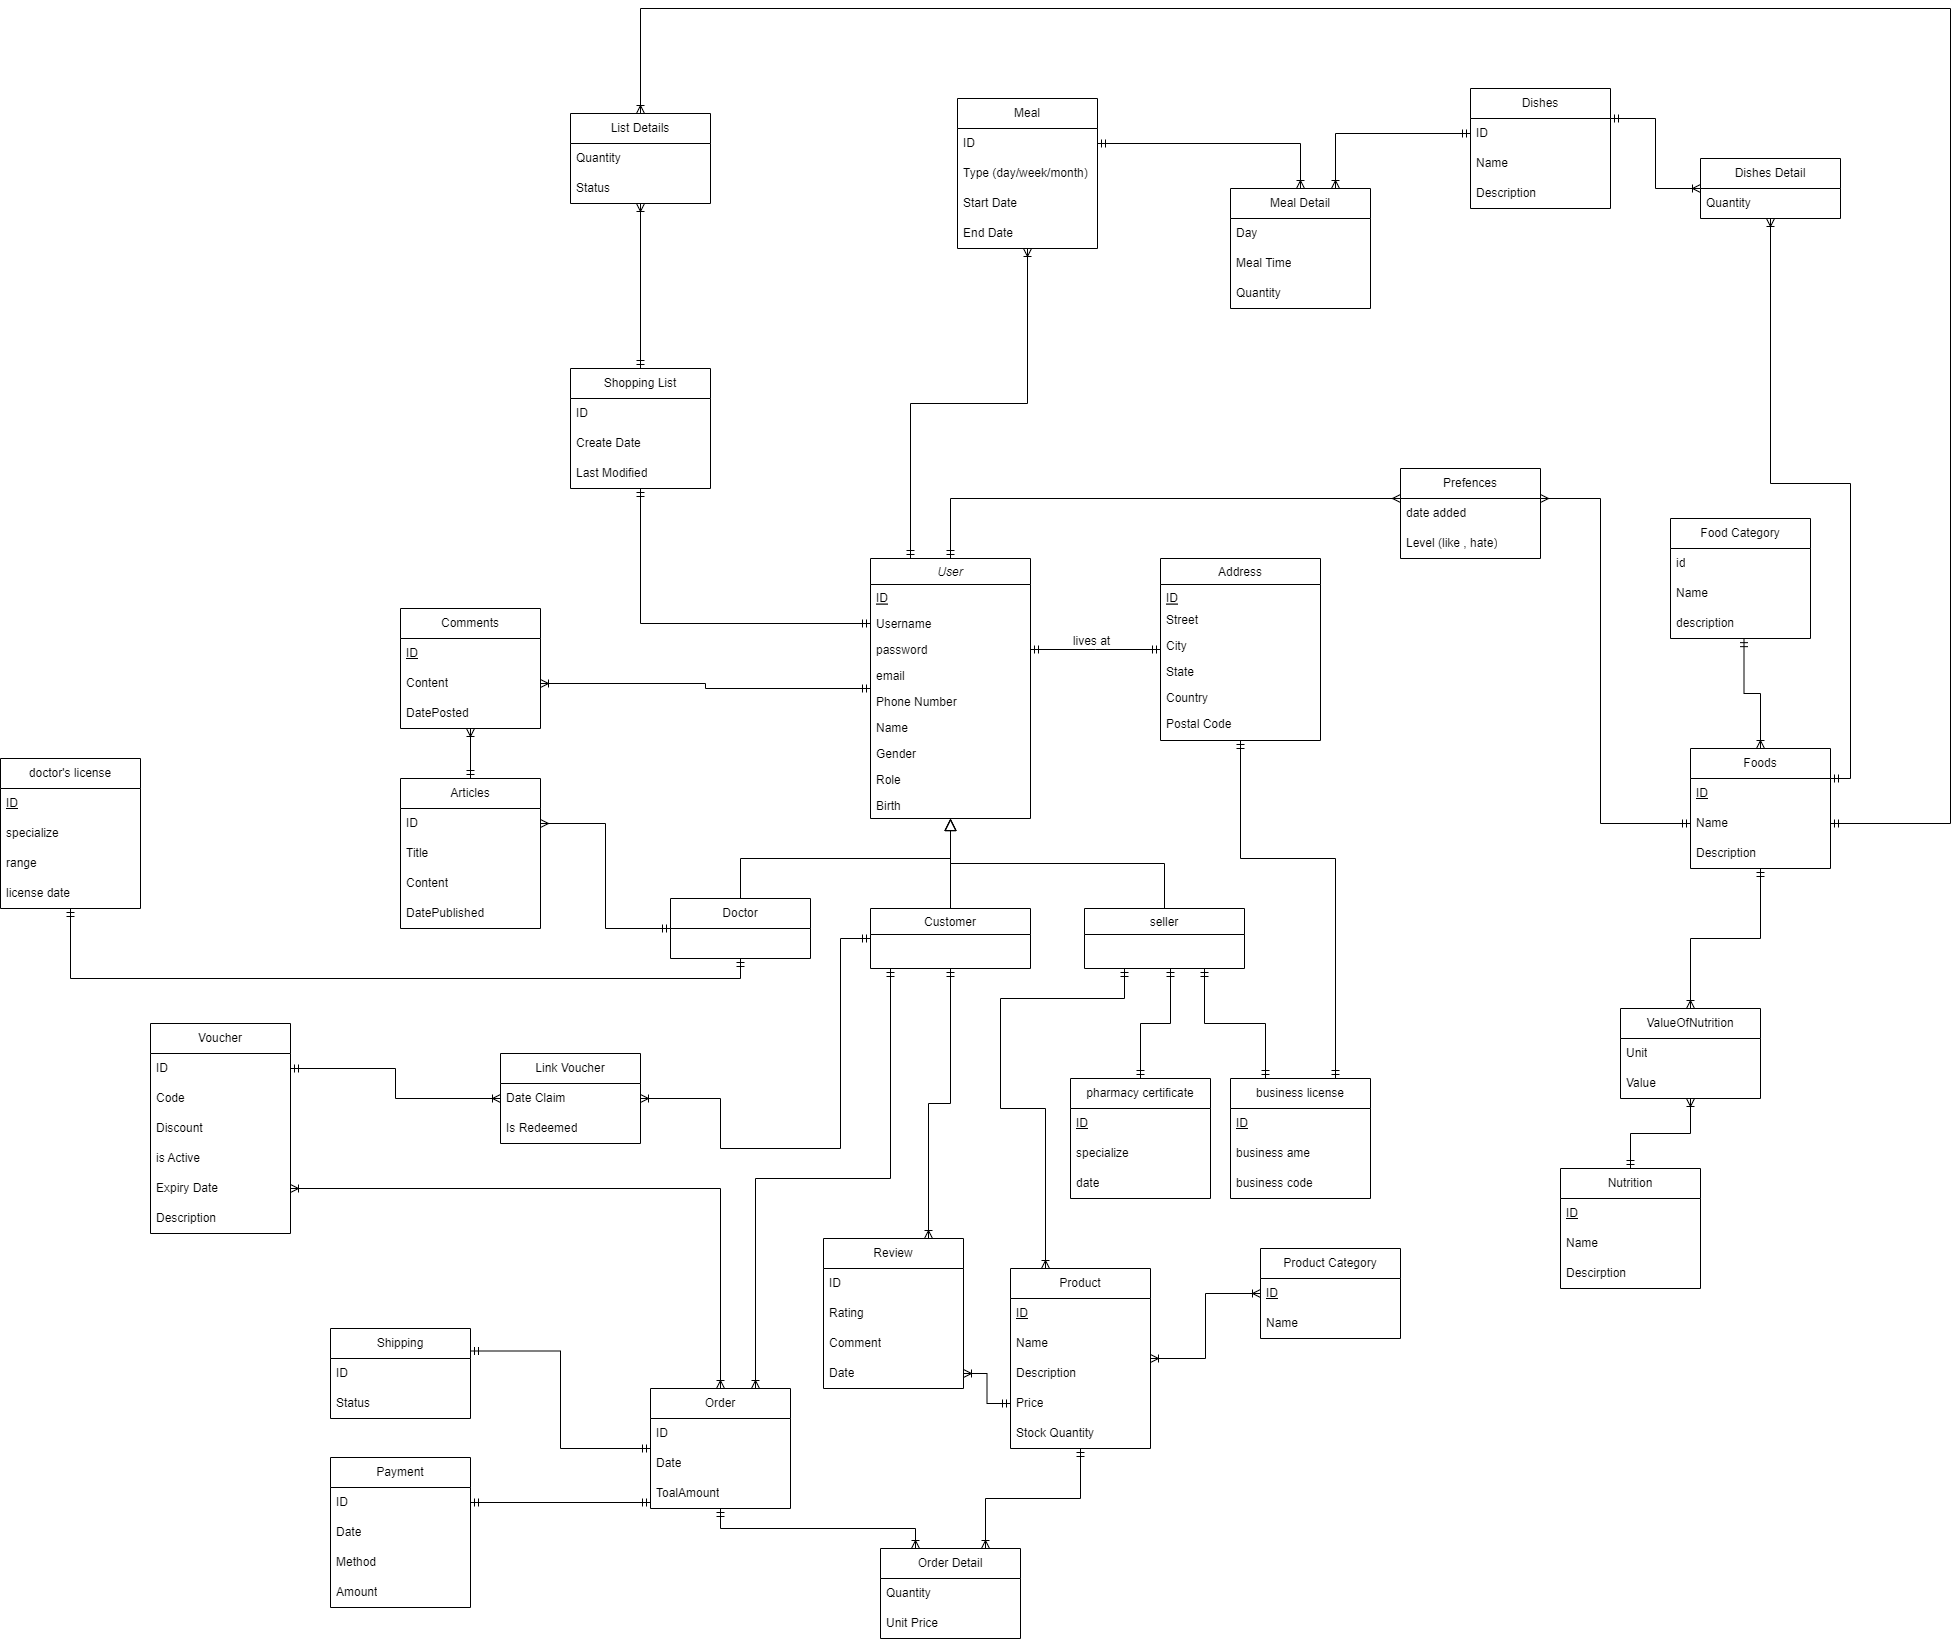 List Details
Quantity
Status
Meal
ID
Type (day/week/month)
Start Date
End Date
Meal Detail
Day
Meal Time
Quantity
Dishes
ID
Name
Description
Dishes Detail
Quantity
Shopping List
ID
Create Date
Last Modified
Prefences
date added
Level (like , hate)
Food Category
id
Name
description
User
ID
Username
password
email
Phone Number
Name
Gender
Role
Birth
lives at
Address
ID
Street
City
State
Country
Postal Code
Comments
ID
Content
DatePosted
doctor's license
ID
specialize
range
license date
Articles
ID
Title
Content
DatePublished
Foods
ID
Name
Description
Doctor
Customer
seller
Voucher
ID
Code
Discount
is Active
Expiry Date
Description
Link Voucher
Date Claim
Is Redeemed
pharmacy certificate
ID
specialize
date
business license
ID
business ame
business code
ValueOfNutrition
Unit
Value
Nutrition
ID
Name
Descirption
Review
ID
Rating
Comment
Date
Product
ID
Name
Description
Price
Stock Quantity
Product Category
ID
Name
Shipping
ID
Status
Payment
ID
Date
Method
Amount
Order
ID
Date
ToalAmount
Order Detail
Quantity
Unit Price